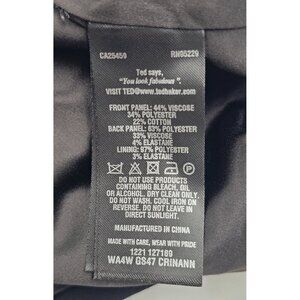 CA25459 RN95229
Ted says,
"You look fabulous".
VISIT TED@www.tedbaker.com
FRONT PANEL: 44% VISCOSE
34% POLYESTER
22% COTTON
BACK PANEL: 63% POLYESTER
33% VISCOSE
4% ELASTANE
LINING: 97% POLYESTER
3% ELASTANE
DO NOT USE PRODUCTS
CONTAINING BLEACH, OIL
OR ALCOHOL. DRY CLEAN ONLY.
DO NOT WASH. COOL IRON ON
REVERSE. DO NOT LEAVE IN
DIRECT SUNLIGHT.
MANUFACTURED IN CHINA
MADE WITH CARE, WEAR WITH PRIDE
1221 127189
WA4W GS47 CRINANN